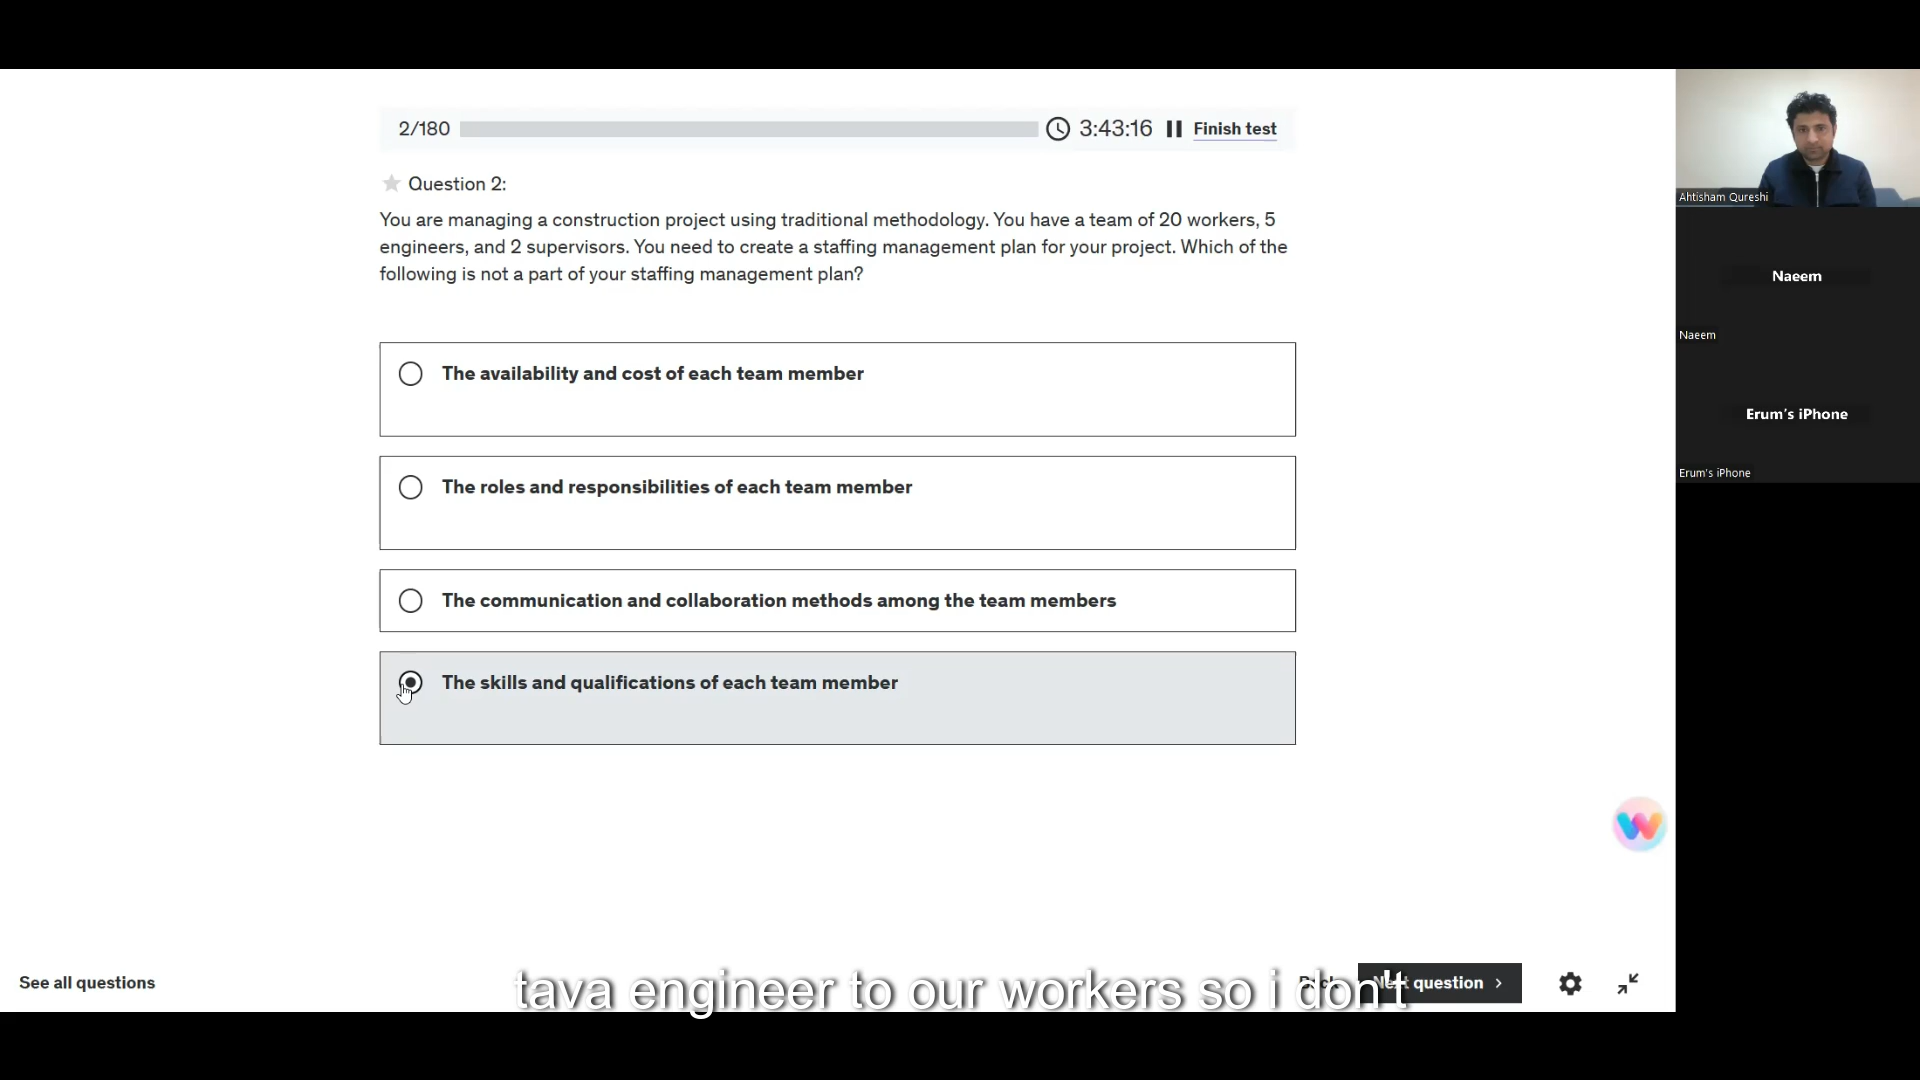 2/180
3:43:16
Finish test
Question 2:
You are managing a construction project using traditional methodology. You have a team of 20 workers, 5
engineers, and 2 supervisors. You need to create a staffing management plan for your project. Which of the
following is not a part of your staffing management plan?
The availability and cost of each team member
The roles and responsibilities of each team member
The communication and collaboration methods among the team members
The skills and qualifications of each team member
See all questions
Back
Next question
tava engineer to our workers so i don't
Ahtisham Qureshi
Naeem
Naeem
Erum's iPhone
Erum's iPhone